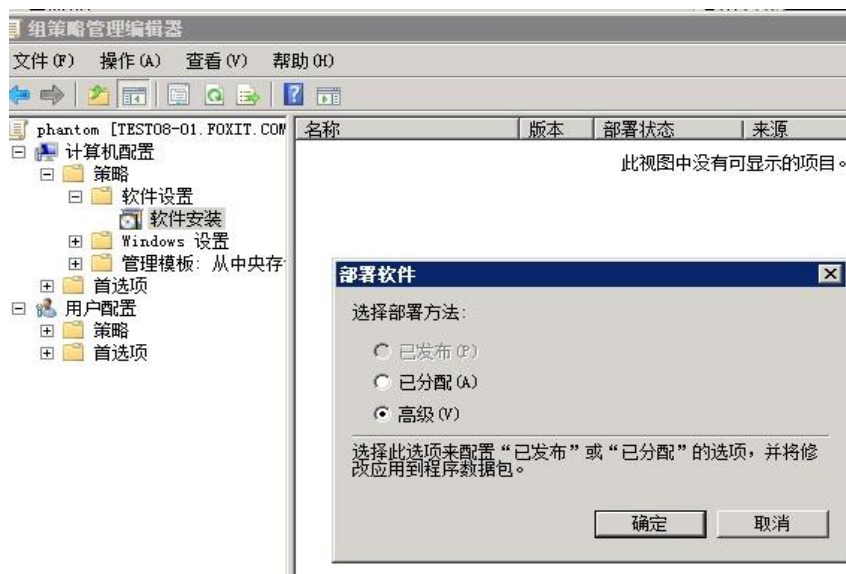 组策略管理编辑器
文件(F) 操作(A) 查看(V) 帮助(H)
phantom [TEST08-01.FOXIT.COM
计算机配置
策略
软件设置
软件安装
Windows 设置
管理模板: 从中央存
首选项
用户配置
策略
首选项
名称 版本 部署状态 来源
此视图中没有可显示的项目。
部署软件
选择部署方法:
已发布(P)
已分配(A)
高级(V)
选择此选项来配置“已发布”或“已分配”的选项，并将修
改应用到程序数据包。
确定 取消